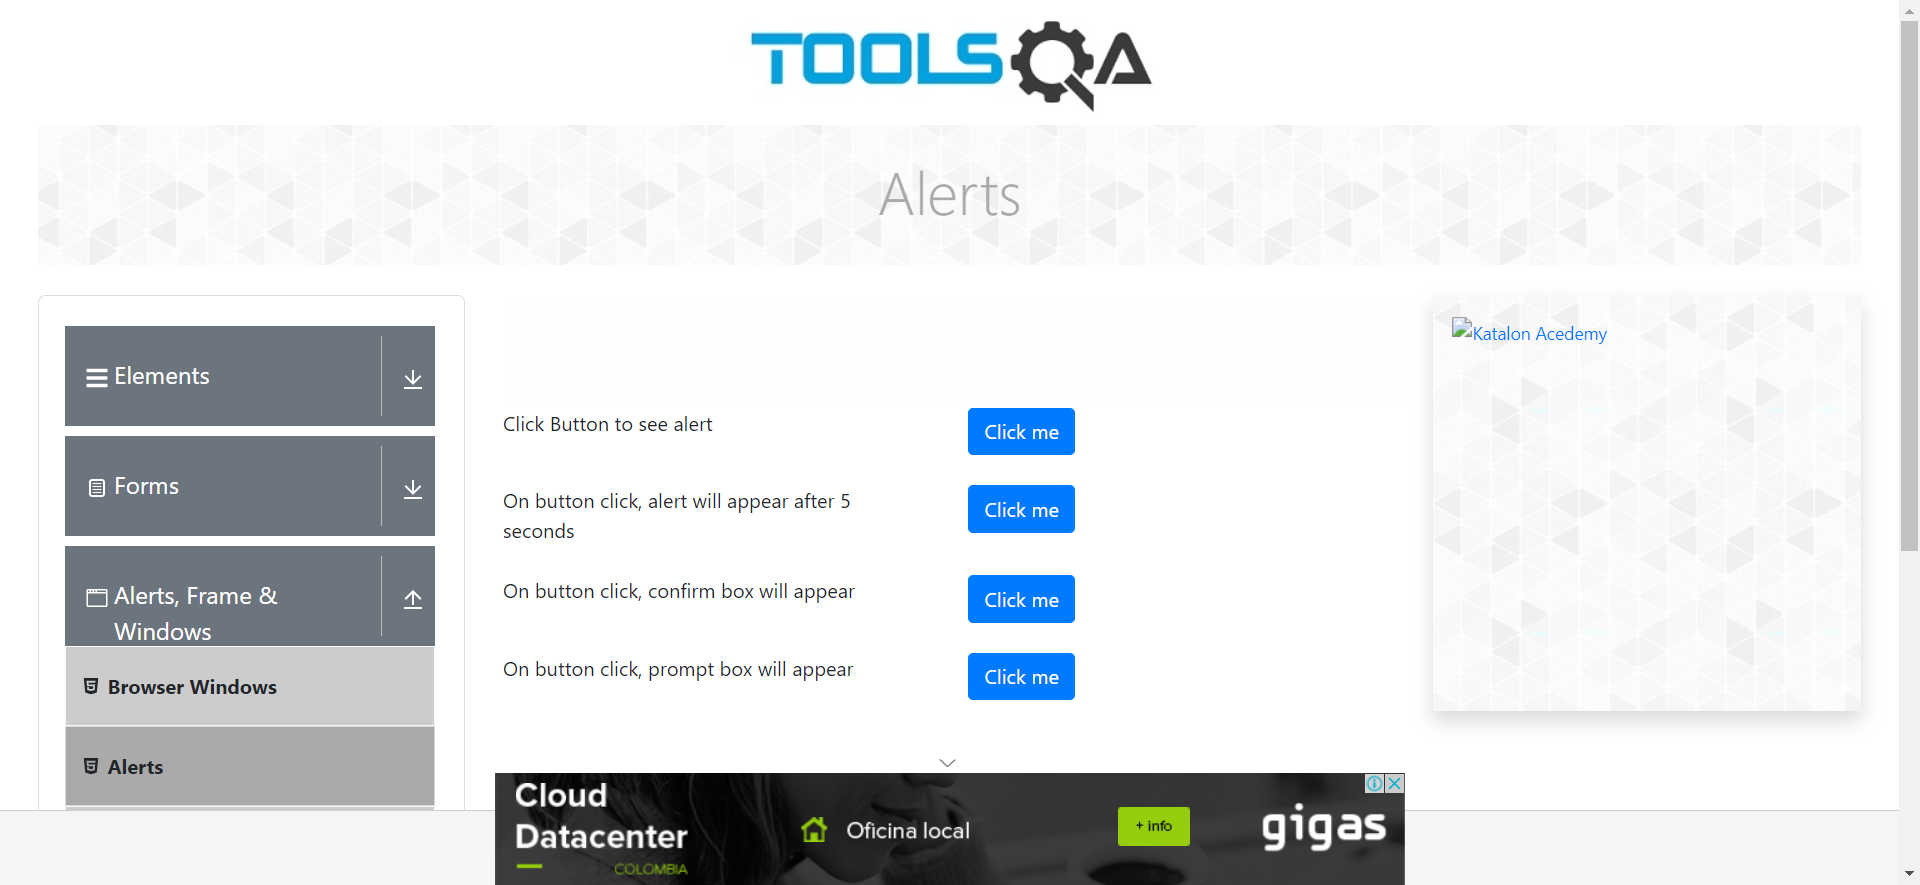 TOOLSQA
Alerts
Elements
Forms
Alerts, Frame &
Windows
Browser Windows
Alerts
Click Button to see alert
Click me
On button click, alert will appear after 5
seconds
Click me
On button click, confirm box will appear
Click me
On button click, prompt box will appear
Click me
Katalon Acedemy
Cloud
Datacenter
COLOMBIA
Oficina local
+ info
gigas